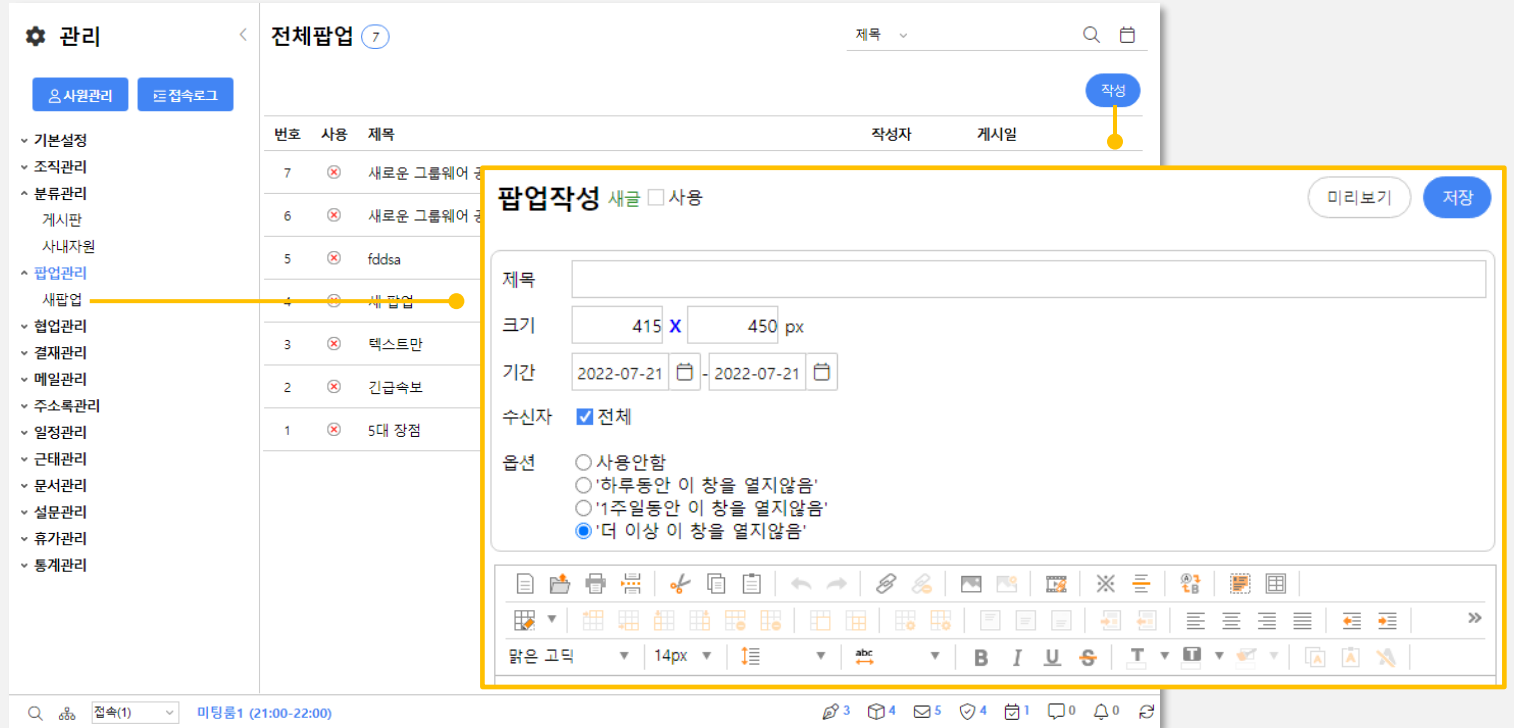 관리
전체팝업 7
제목
사원관리 접속로그
작성
번호 사용 제목 작성자 게시일
기본설정
조직관리
분류관리
게시판
사내자원
팝업관리
새팝업
협업관리
결재관리
메일관리
주소록관리
일정관리
근태관리
문서관리
설문관리
휴가관리
통계관리
7 새로운 그룹웨어
6 새로운 그룹웨어
5 fddsa
4 새 팝업
3 텍스트만
2 긴급속보
1 5대 장점
팝업작성 새글 사용 미리보기 저장
제목
크기 415 X 450 px
기간 2022-07-21 - 2022-07-21
수신자 전체
옵션 사용안함
'하루동안 이 창을 열지않음'
'1주일동안 이 창을 열지않음'
'더 이상 이 창을 열지않음'
맑은 고딕 14px abc B I U S T T
접속(1) 미팅룸1 (21:00-22:00) 3 4 5 4 1 0 0